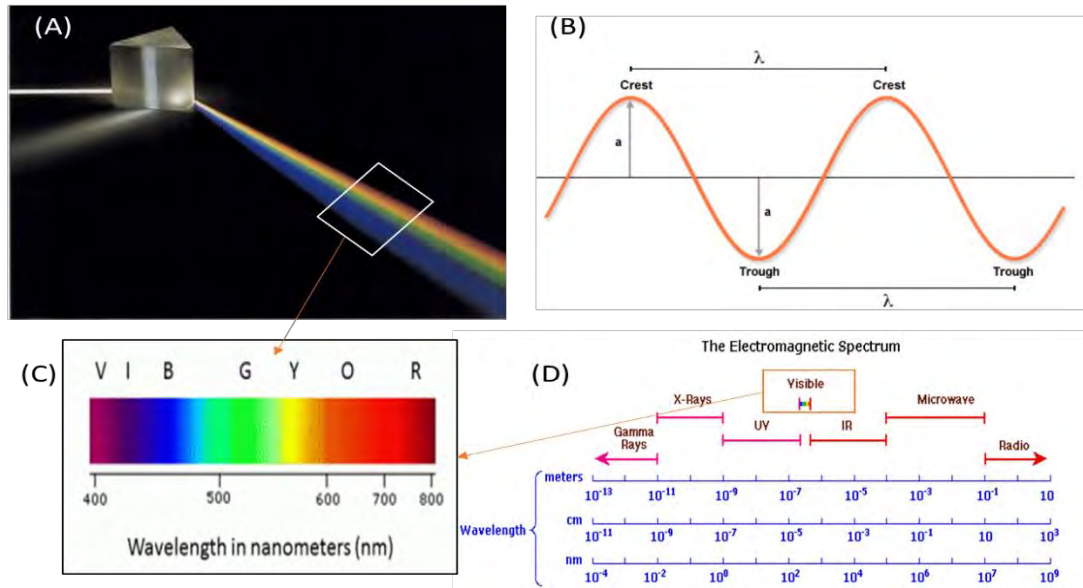 (A)
(B)
λ
Crest
Crest
a
a
Trough
Trough
λ
(C)
V I B G Y O R
400 500 600 700 800
Wavelength in nanometers (nm)
The Electromagnetic Spectrum
(D)
Visible
X-Rays
Microwave
UV
IR
Gamma
Rays
Radio
meters
10⁻¹³ 10⁻¹¹ 10⁻⁹ 10⁻⁷ 10⁻⁵ 10⁻³ 10⁻¹ 10
Wavelength
cm
10⁻¹¹ 10⁻⁹ 10⁻⁷ 10⁻⁵ 10⁻³ 10⁻¹ 10 10³
nm
10⁻⁴ 10⁻² 10⁰ 10² 10⁴ 10⁶ 10⁷ 10⁹